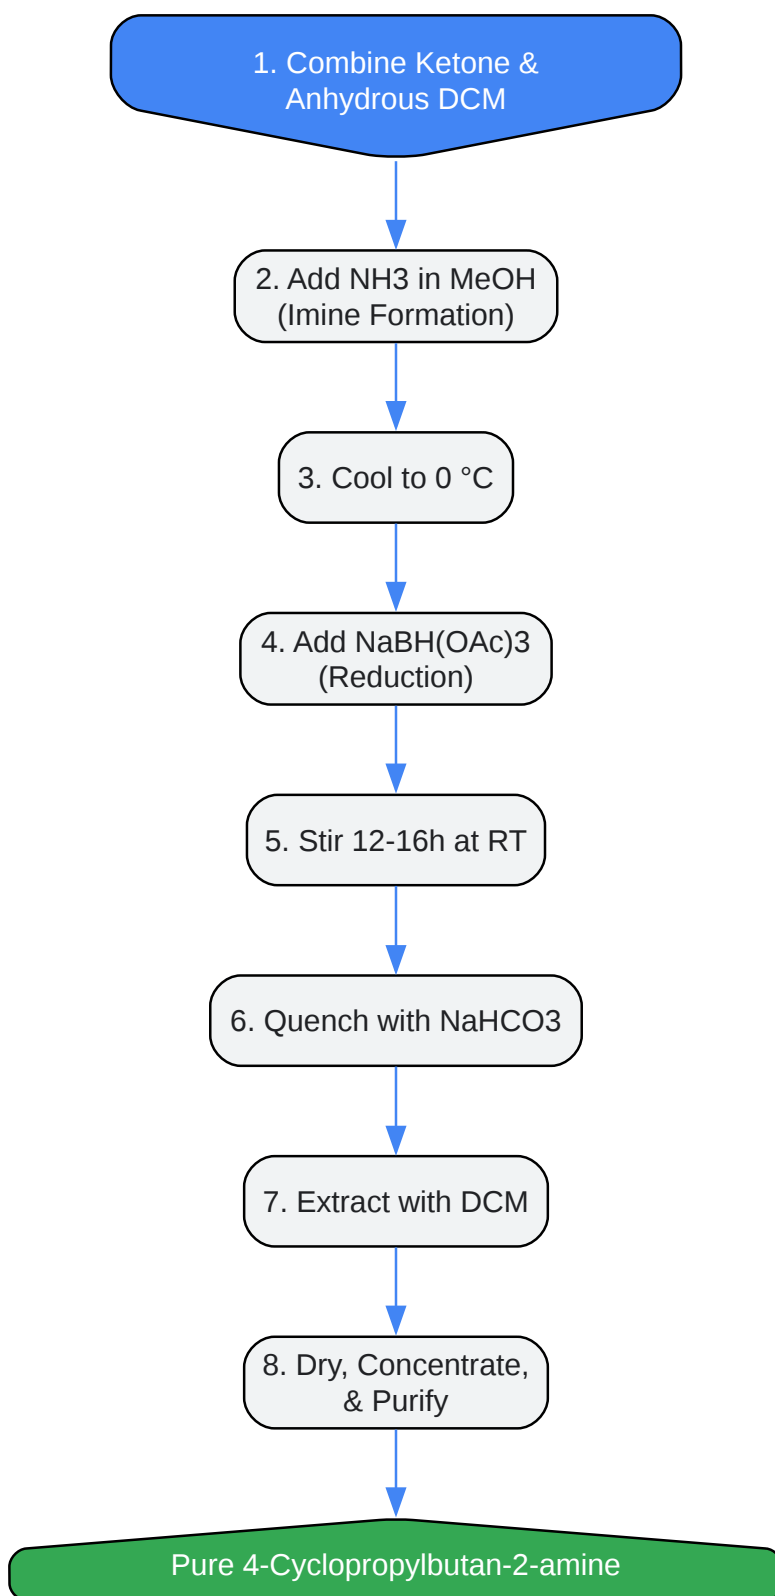 1. Combine Ketone &
Anhydrous DCM
2. Add NH3 in MeOH
(Imine Formation)
3. Cool to 0 °C
4. Add NaBH(OAc)3
(Reduction)
5. Stir 12-16h at RT
6. Quench with NaHCO3
7. Extract with DCM
8. Dry, Concentrate,
& Purify
Pure 4-Cyclopropylbutan-2-amine